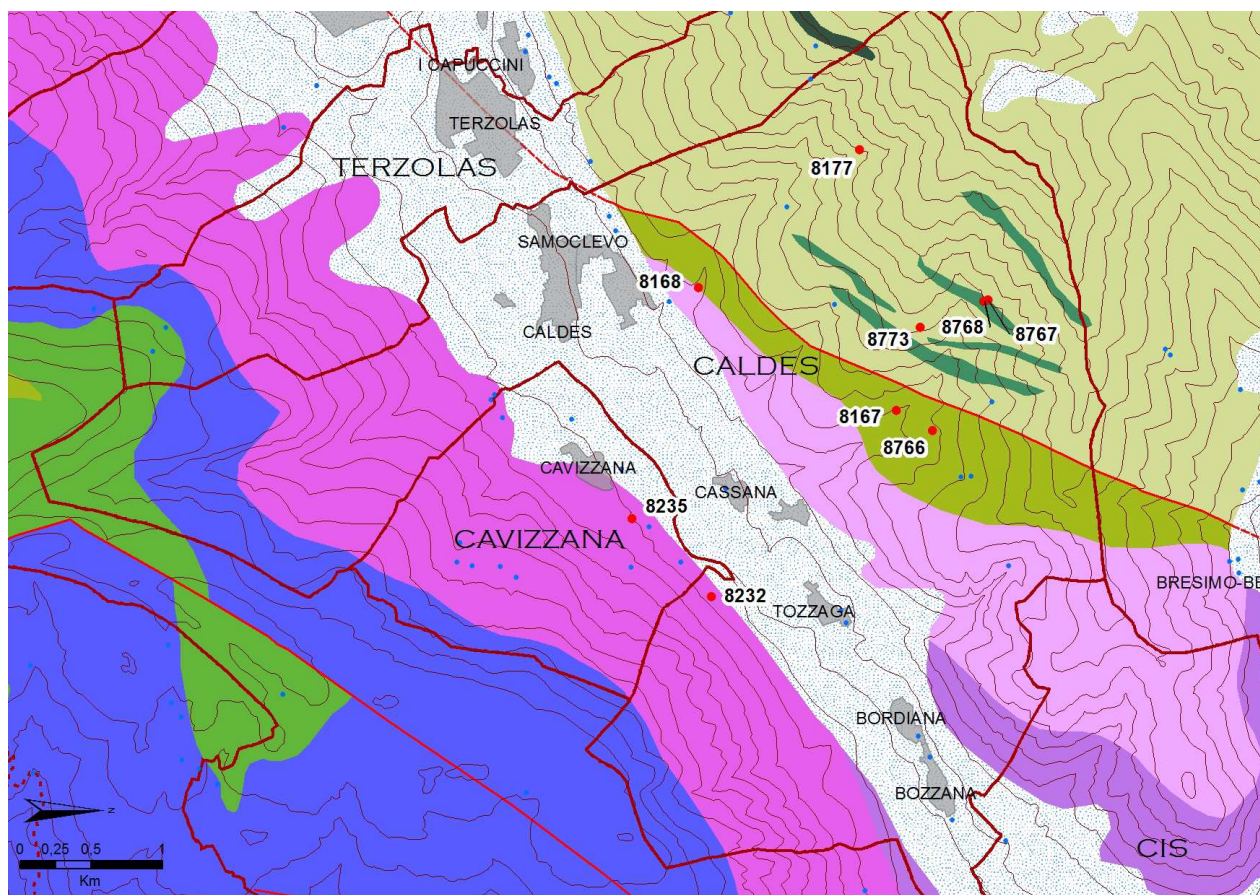 I CAPUCCINI
TERZOLAS
TERZOLAS
8177
SAMOCLEVO
8168
CALDES
CALDES
8773
8768
8767
8167
8766
CAVIZZANA
CASSANA
8235
CAVIZZANA
BRESIMO-BE
8232
TOZZAGA
BORDIANA
BOZZANA
CIS
N
0 0,25 0,5 1
Km